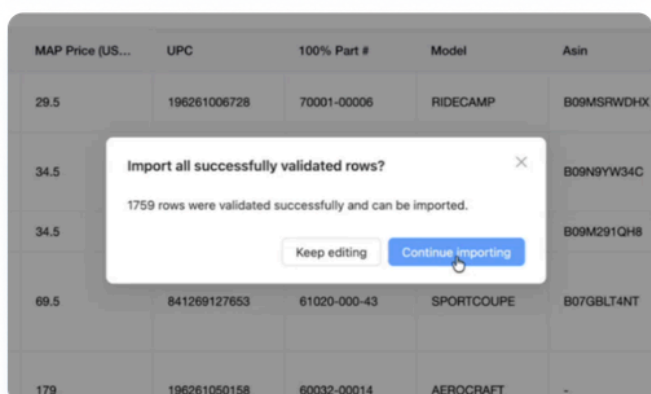 MAP Price (US... UPC 100% Part # Model Asin
29.5 196261006728 70001-00006 RIDECAMP B09MSRWDHX
Import all successfully validated rows?
34.5 B09N9YW34C
1759 rows were validated successfully and can be imported.
34.5 B09M291QH8
Keep editing Continue importing
69.5 841269127653 61020-000-43 SPORTCOUPE B07GBLT4NT
179 196261050158 60032-00014 AEROCRAFT -